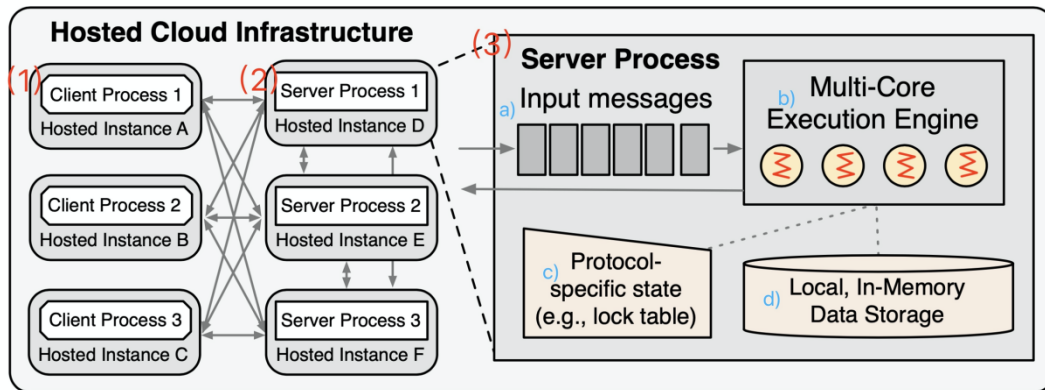 Hosted Cloud Infrastructure
(1)
Client Process 1
Hosted Instance A
Client Process 2
Hosted Instance B
Client Process 3
Hosted Instance C
(2)
Server Process 1
Hosted Instance D
Server Process 2
Hosted Instance E
Server Process 3
Hosted Instance F
(3)
Server Process
a) Input messages
b) Multi-Core
Execution Engine
c) Protocol-
specific state
(e.g., lock table)
d) Local, In-Memory
Data Storage